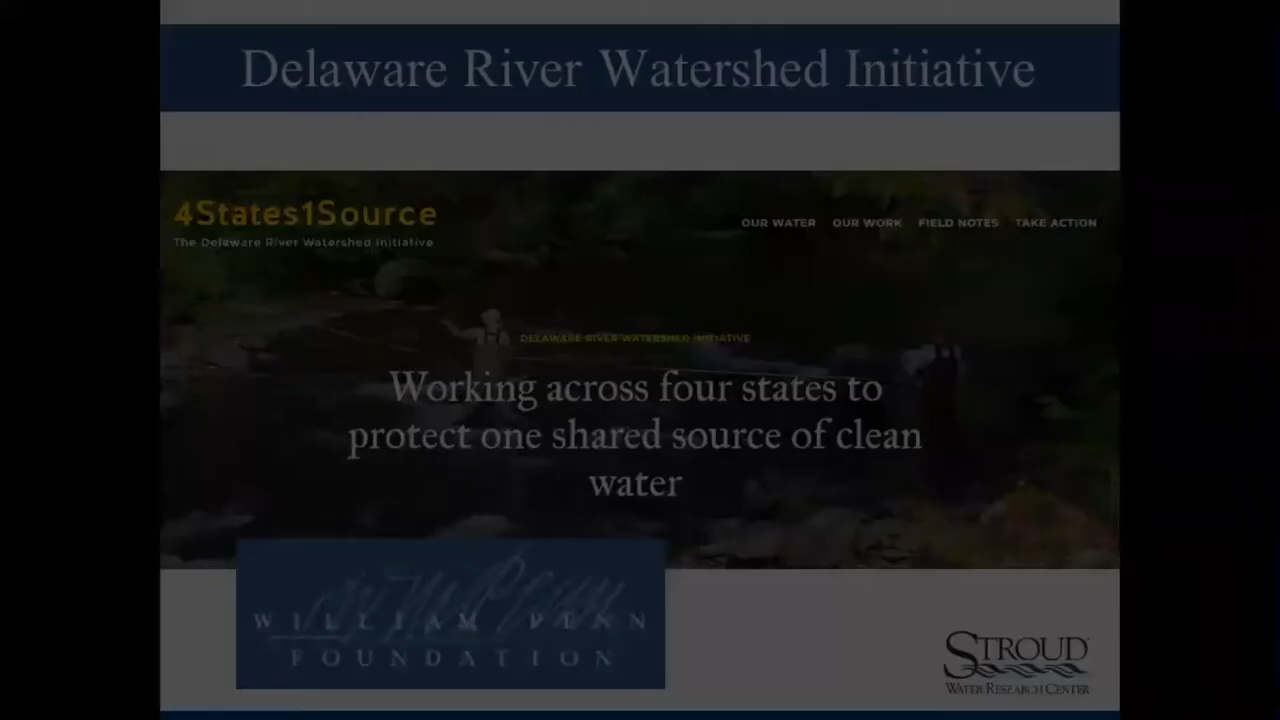 Delaware River Watershed Initiative
4States1Source
The Delaware River Watershed Initiative
OUR WATER OUR WORK FIELD NOTES TAKE ACTION
DELAWARE RIVER WATERSHED INITIATIVE
Working across four states to
protect one shared source of clean
water
WILLIAM PENN
FOUNDATION
STROUD
WATER RESEARCH CENTER